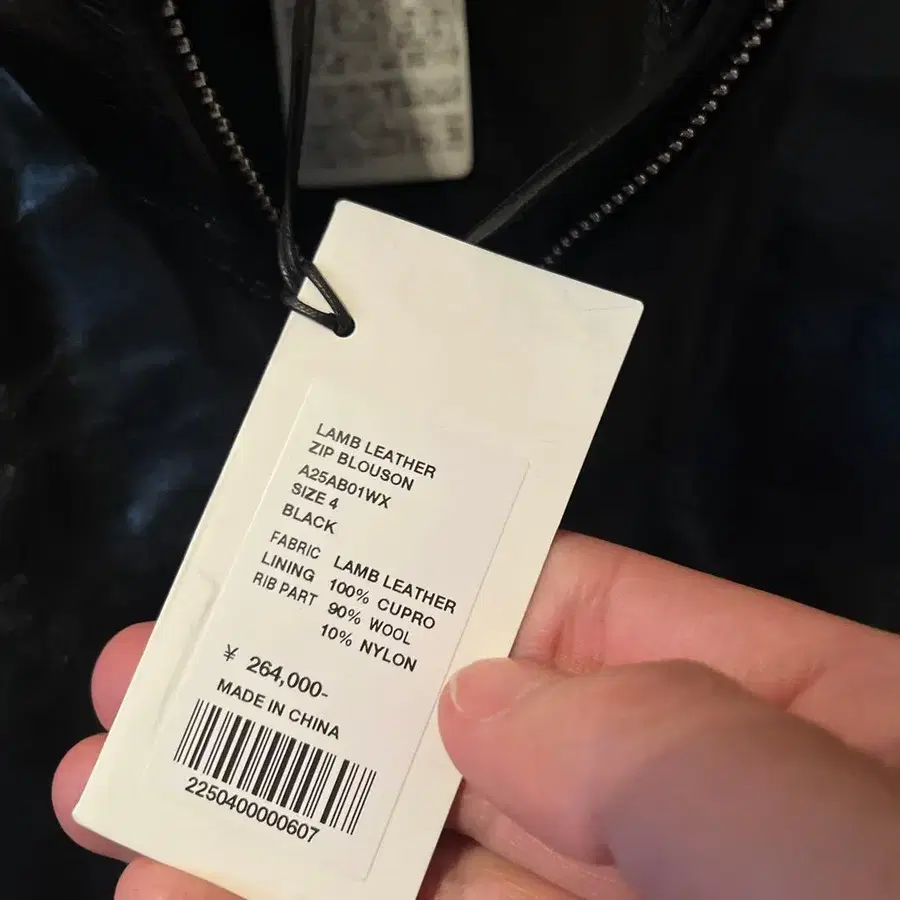 LAMB LEATHER
ZIP BLOUSON
A25AB01WX
SIZE 4
BLACK
FABRIC LAMB LEATHER
LINING 100% CUPRO
RIB PART 90% WOOL
10% NYLON
¥ 264,000-
MADE IN CHINA
2250400000607